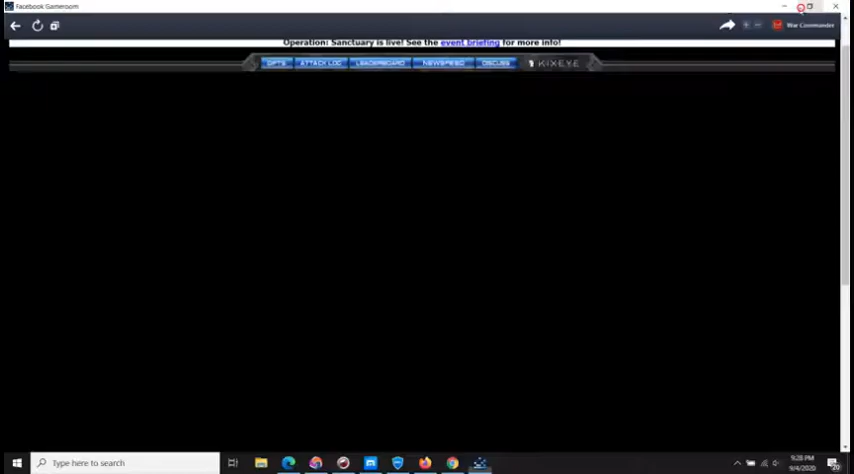 Facebook Gameroom
War Commander
Operation: Sanctuary is live! See the event briefing for more info!
GIFTS ATTACK LOG LEADERBOARD NEWSFEED DISCUSS KIXEYE
Type here to search
9:28 PM
9/4/2020
20